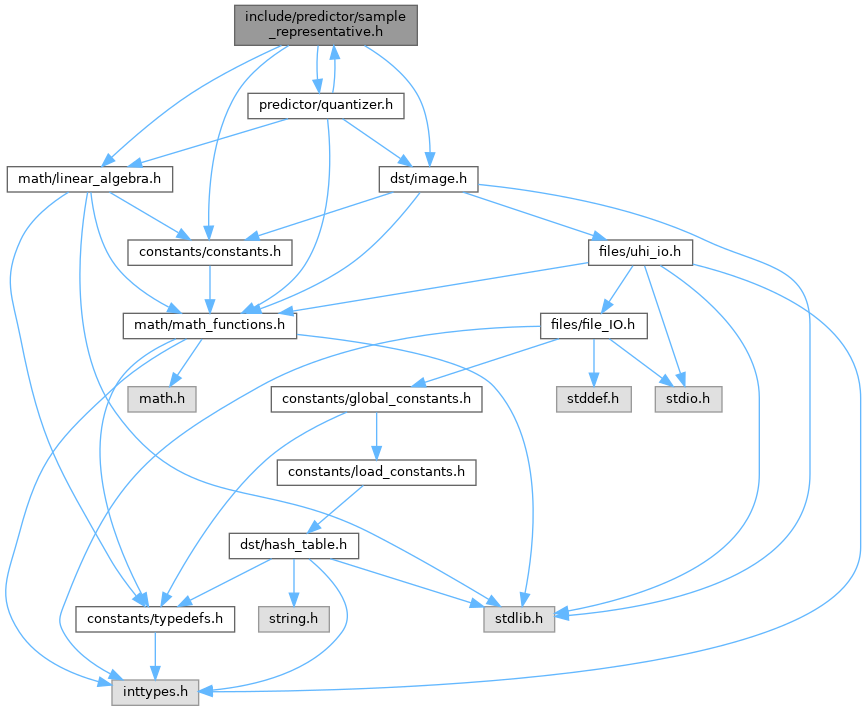 include/predictor/sample
_representative.h
predictor/quantizer.h
math/linear_algebra.h
dst/image.h
constants/constants.h
files/uhi_io.h
math/math_functions.h
files/file_IO.h
math.h
constants/global_constants.h
stddef.h
stdio.h
constants/load_constants.h
dst/hash_table.h
constants/typedefs.h
string.h
stdlib.h
inttypes.h